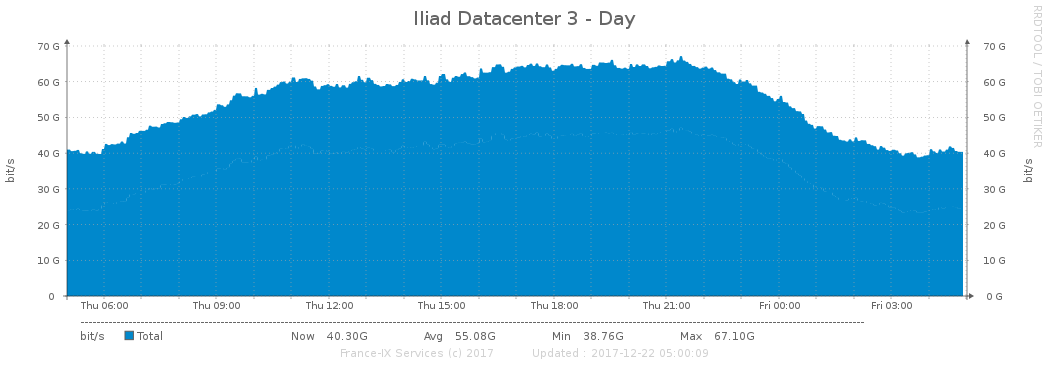 Iliad Datacenter 3 - Day
RRDTOOL / TOBI OETIKER
70 G 70 G
60 G 60 G
50 G 50 G
40 G 40 G
30 G 30 G
20 G 20 G
10 G 10 G
0 0 G
bit/s bit/s
Thu 06:00 Thu 09:00 Thu 12:00 Thu 15:00 Thu 18:00 Thu 21:00 Fri 00:00 Fri 03:00
bit/s Total Now 40.30G Avg 55.08G Min 38.76G Max 67.10G
France-IX Services (c) 2017 Updated : 2017-12-22 05:00:09